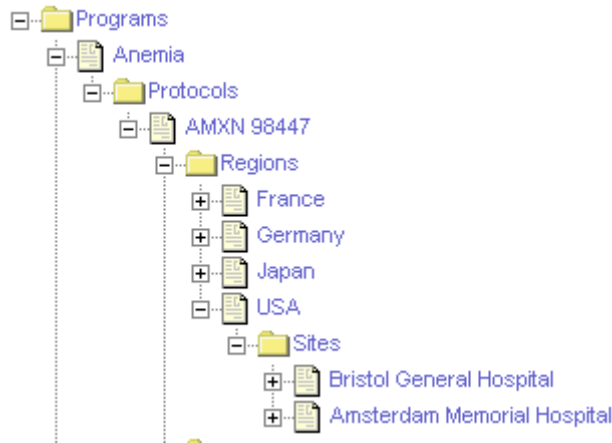 Programs
Anemia
Protocols
AMXN 98447
Regions
France
Germany
Japan
USA
Sites
Bristol General Hospital
Amsterdam Memorial Hospital